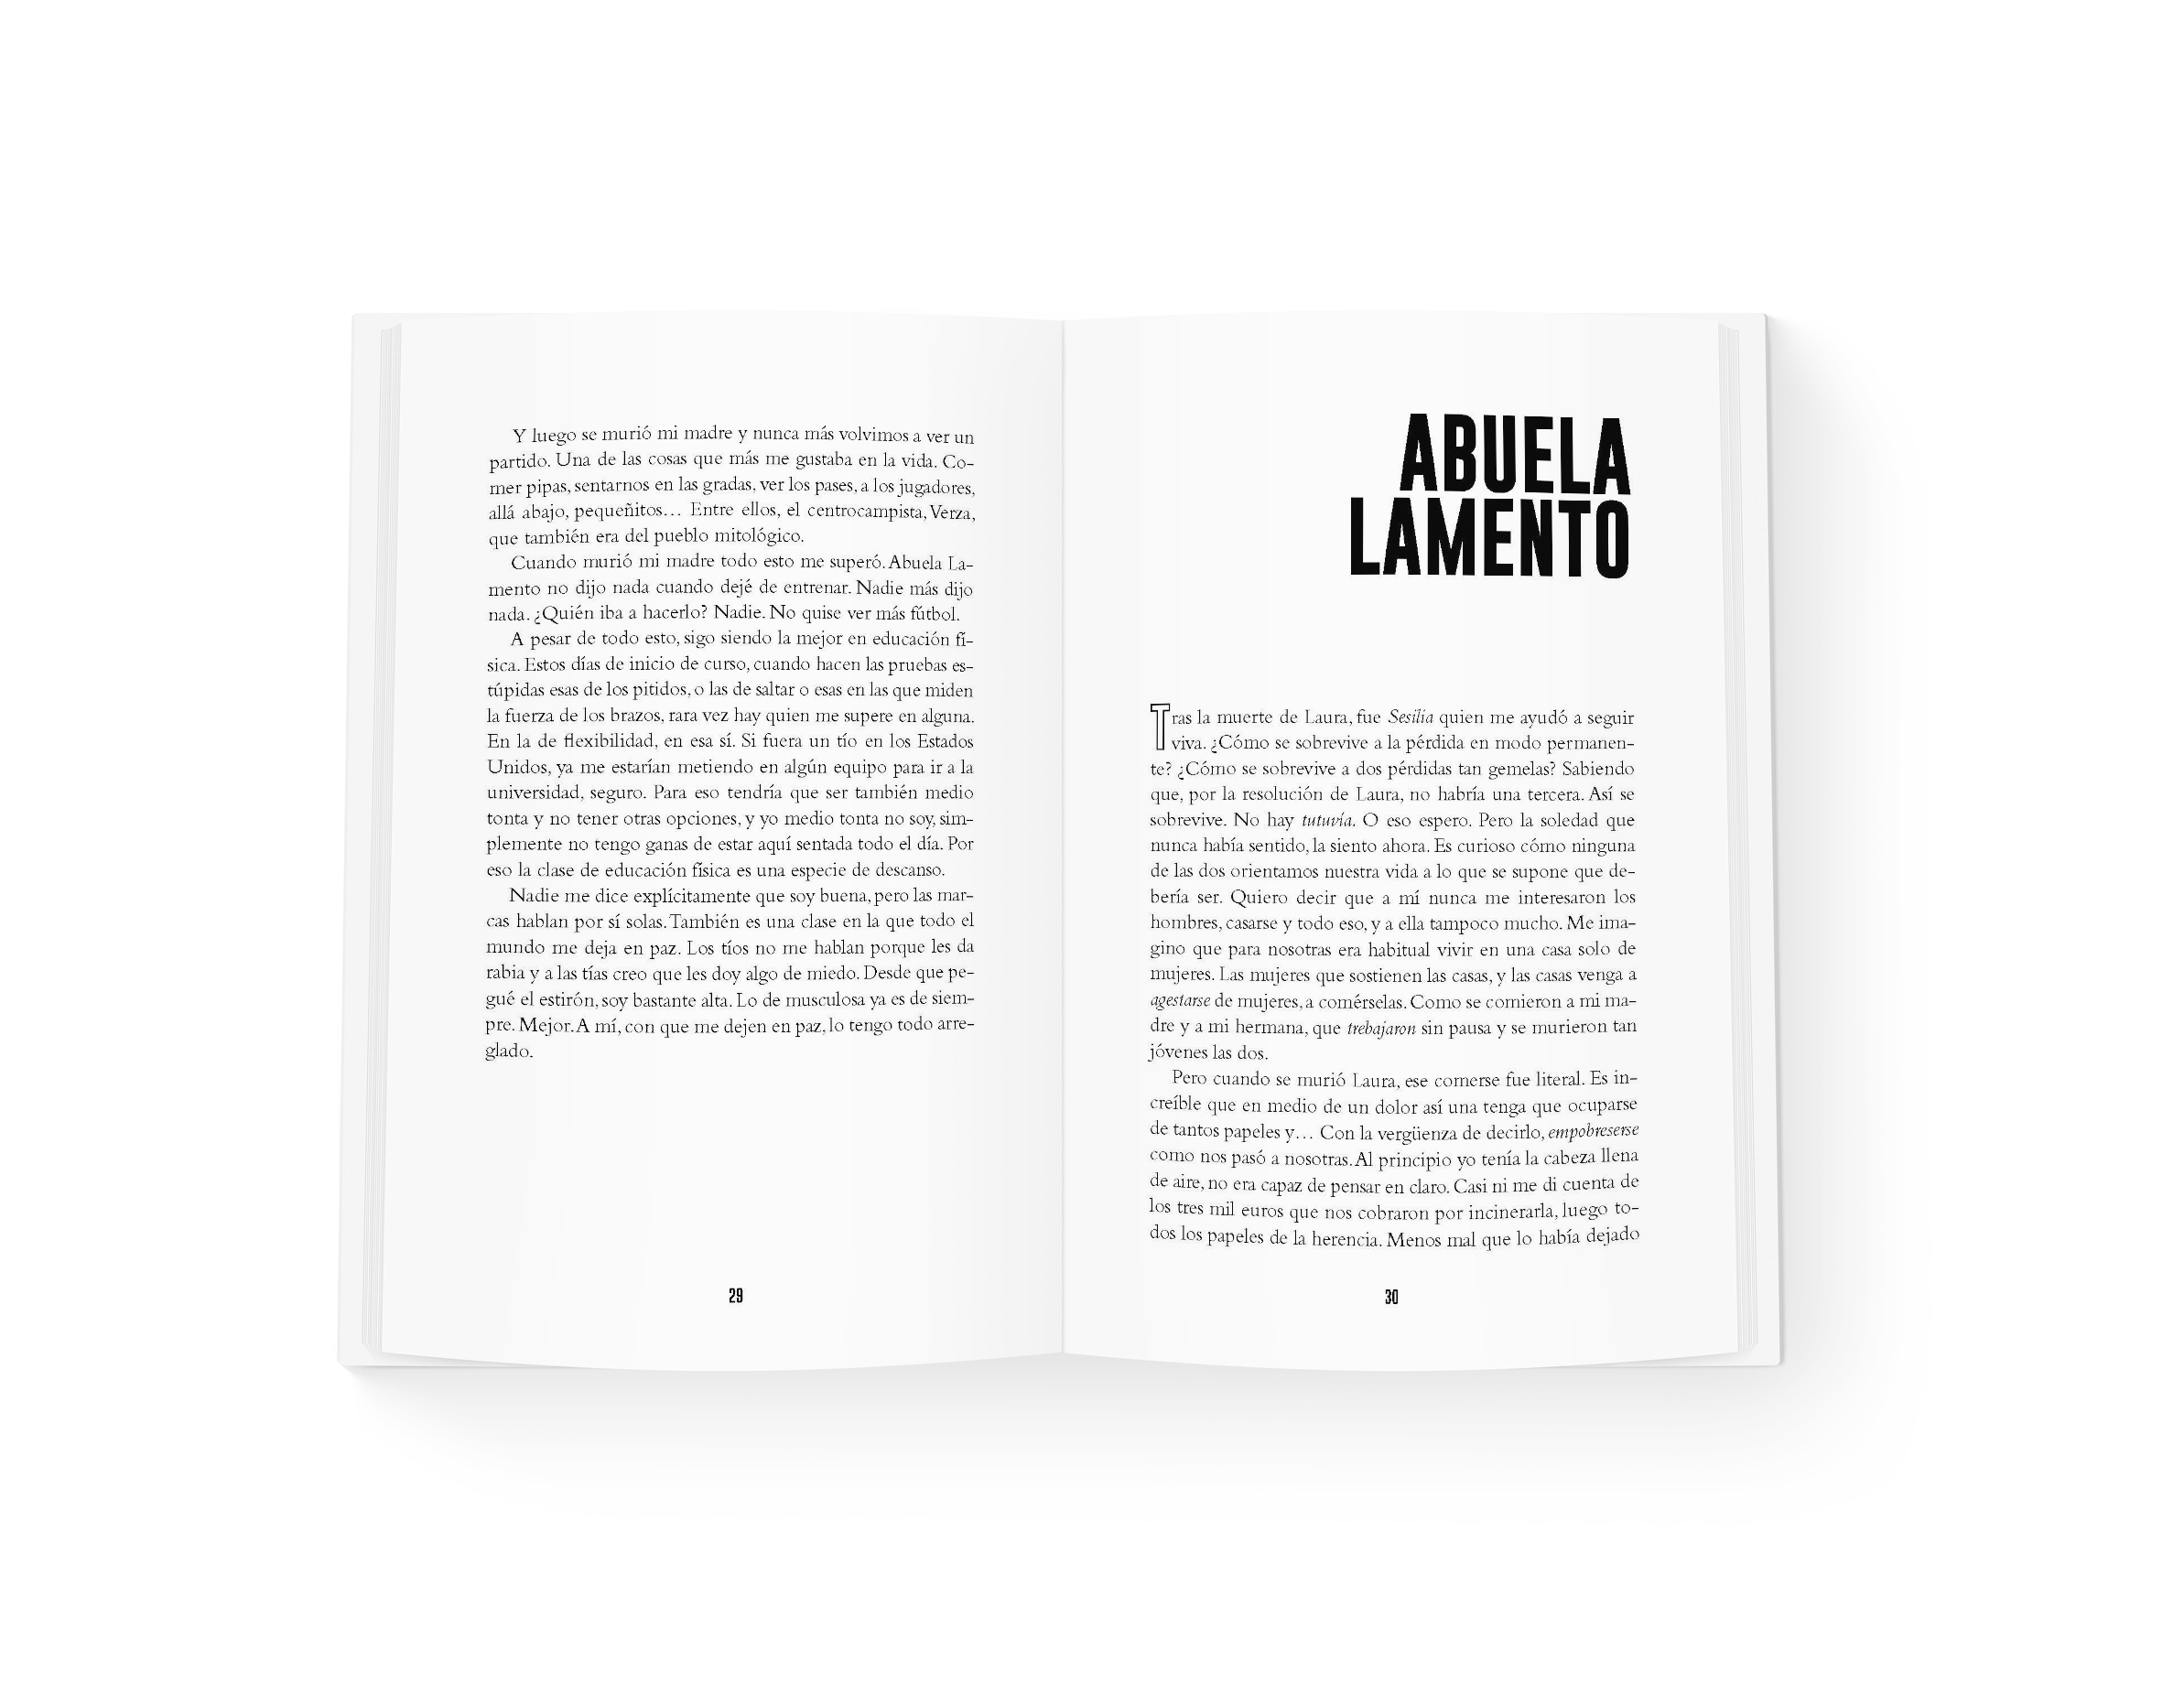 Y luego se murió mi madre y nunca más volvimos a ver un
partido. Una de las cosas que más me gustaba en la vida. Co-
mer pipas, sentarnos en las gradas, ver los pases, a los jugadores,
allá abajo, pequeñitos… Entre ellos, el centrocampista, Verza,
que también era del pueblo mitológico.
Cuando murió mi madre todo esto me superó. Abuela La-
mento no dijo nada cuando dejé de entrenar. Nadie más dijo
nada. ¿Quién iba a hacerlo? Nadie. No quise ver más fútbol.
A pesar de todo esto, sigo siendo la mejor en educación fí-
sica. Estos días de inicio de curso, cuando hacen las pruebas es-
túpidas esas de los pitidos, o las de saltar o esas en las que miden
la fuerza de los brazos, rara vez hay quien me supere en alguna.
En la de flexibilidad, en esa sí. Si fuera un tío en los Estados
Unidos, ya me estarían metiendo en algún equipo para ir a la
universidad, seguro. Para eso tendría que ser también medio
tonta y no tener otras opciones, y yo medio tonta no soy, sim-
plemente no tengo ganas de estar aquí sentada todo el día. Por
eso la clase de educación física es una especie de descanso.
Nadie me dice explícitamente que soy buena, pero las mar-
cas hablan por sí solas. También es una clase en la que todo el
mundo me deja en paz. Los tíos no me hablan porque les da
rabia y a las tías creo que les doy algo de miedo. Desde que pe-
gué el estirón, soy bastante alta. Lo de musculosa ya es de siem-
pre. Mejor. A mí, con que me dejen en paz, lo tengo todo arre-
glado.
29
ABUELA
LAMENTO
Tras la muerte de Laura, fue Sesilia quien me ayudó a seguir
viva. ¿Cómo se sobrevive a la pérdida en modo permanen-
te? ¿Cómo se sobrevive a dos pérdidas tan gemelas? Sabiendo
que, por la resolución de Laura, no habría una tercera. Así se
sobrevive. No hay tutuvía. O eso espero. Pero la soledad que
nunca había sentido, la siento ahora. Es curioso cómo ninguna
de las dos orientamos nuestra vida a lo que se supone que de-
bería ser. Quiero decir que a mí nunca me interesaron los
hombres, casarse y todo eso, y a ella tampoco mucho. Me ima-
gino que para nosotras era habitual vivir en una casa solo de
mujeres. Las mujeres que sostienen las casas, y las casas venga a
agestarse de mujeres, a comérselas. Como se comieron a mi ma-
dre y a mi hermana, que trebajaron sin pausa y se murieron tan
jóvenes las dos.
Pero cuando se murió Laura, ese comerse fue literal. Es in-
creíble que en medio de un dolor así una tenga que ocuparse
de tantos papeles y… Con la vergüenza de decirlo, empobreserse
como nos pasó a nosotras. Al principio yo tenía la cabeza llena
de aire, no era capaz de pensar en claro. Casi ni me di cuenta de
los tres mil euros que nos cobraron por incinerarla, luego to-
dos los papeles de la herencia. Menos mal que lo había dejado
30